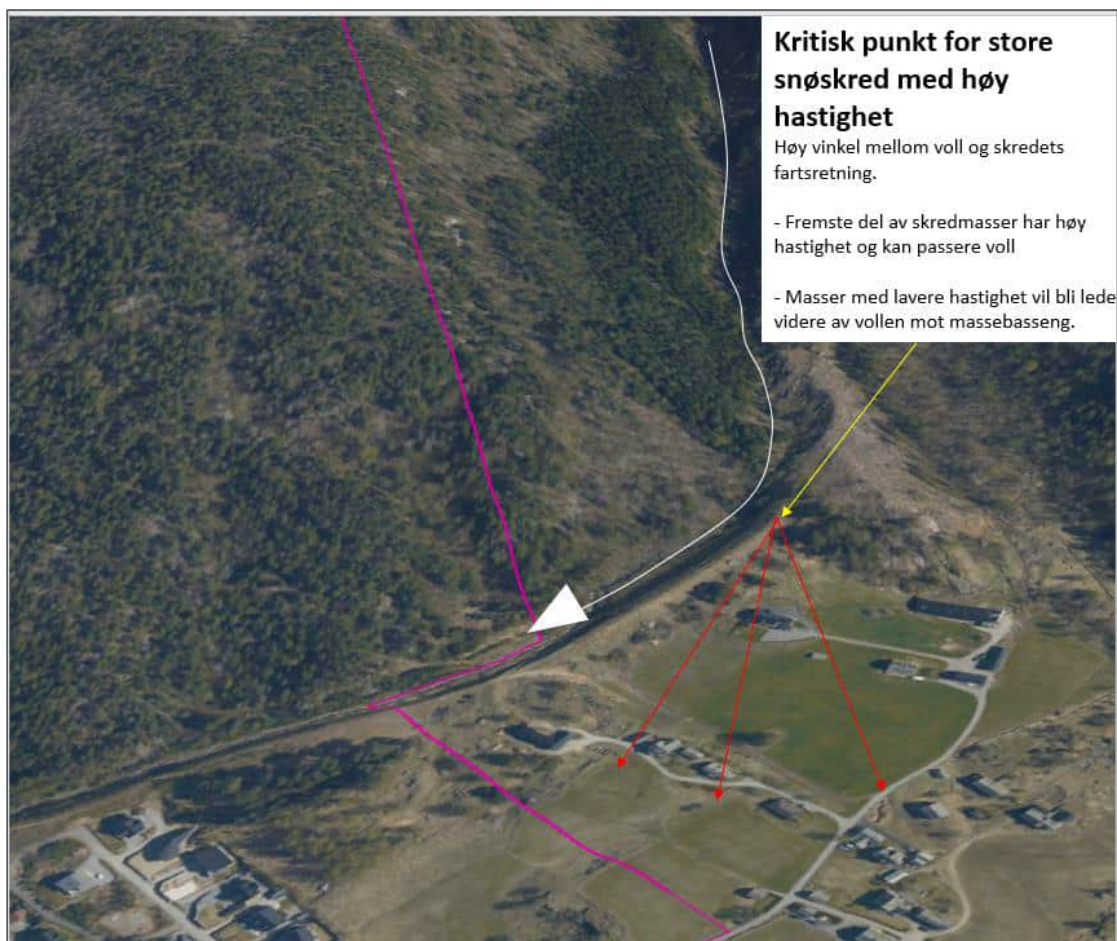 Kritisk punkt for store
snøskred med høy
hastighet
Høy vinkel mellom voll og skredets
fartsretning.
- Fremste del av skredmasser har høy
hastighet og kan passere voll
- Masser med lavere hastighet vil bli lede
videre av vollen mot massebasseng.